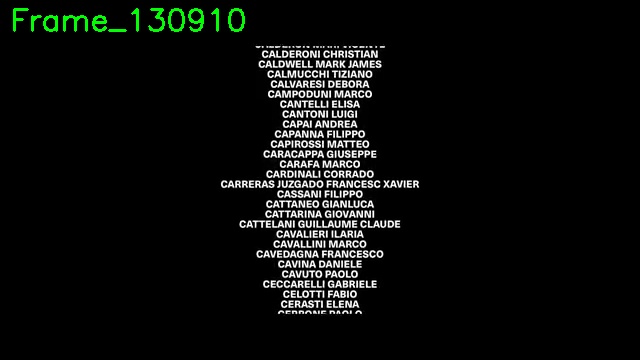 Frame_130910
CALDERONI CHRISTIAN
CALDWELL MARK JAMES
CALMUCCHI TIZIANO
CALVARESI DEBORA
CAMPODUNI MARCO
CANTELLI ELISA
CANTONI LUIGI
CAPAI ANDREA
CAPANNA FILIPPO
CAPIROSSI MATTEO
CARACAPPA GIUSEPPE
CARAFA MARCO
CARDINALI CORRADO
CARRERAS JUZGADO FRANCESC XAVIER
CASSANI FILIPPO
CATTANEO GIANLUCA
CATTARINA GIOVANNI
CATTELANI GUILLAUME CLAUDE
CAVALIERI ILARIA
CAVALLINI MARCO
CAVEDAGNA FRANCESCO
CAVINA DANIELE
CAVUTO PAOLO
CECCARELLI GABRIELE
CELOTTI FABIO
CERASTI ELENA